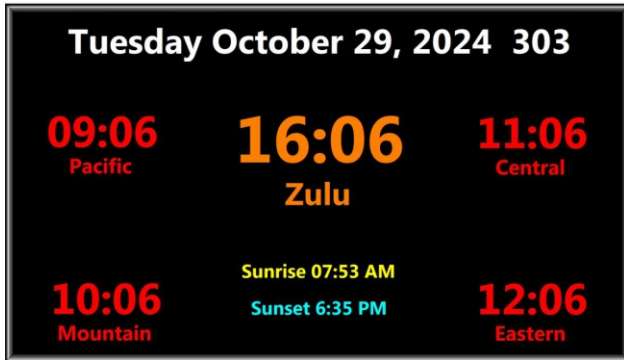 Tuesday October 29, 2024 303
09:06
Pacific
16:06
Zulu
11:06
Central
10:06
Mountain
Sunrise 07:53 AM
Sunset 6:35 PM
12:06
Eastern